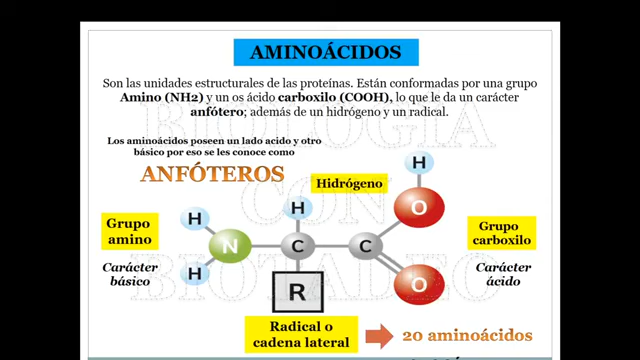 AMINOÁCIDOS
Son las unidades estructurales de las proteínas. Están conformadas por una grupo
Amino (NH2) y un os ácido carboxilo (COOH), lo que le da un carácter
anfótero; además de un hidrógeno y un radical.
Los aminoácidos poseen un lado acido y otro
básico por eso se les conoce como
ANFÓTEROS
Hidrógeno
H
H
H
O
Grupo
amino
N
C
C
Grupo
carboxilo
H
O
Carácter
básico
Carácter
ácido
R
Radical o
cadena lateral
20 aminoácidos
BIOLOGÍA
CON
BIOTADEO